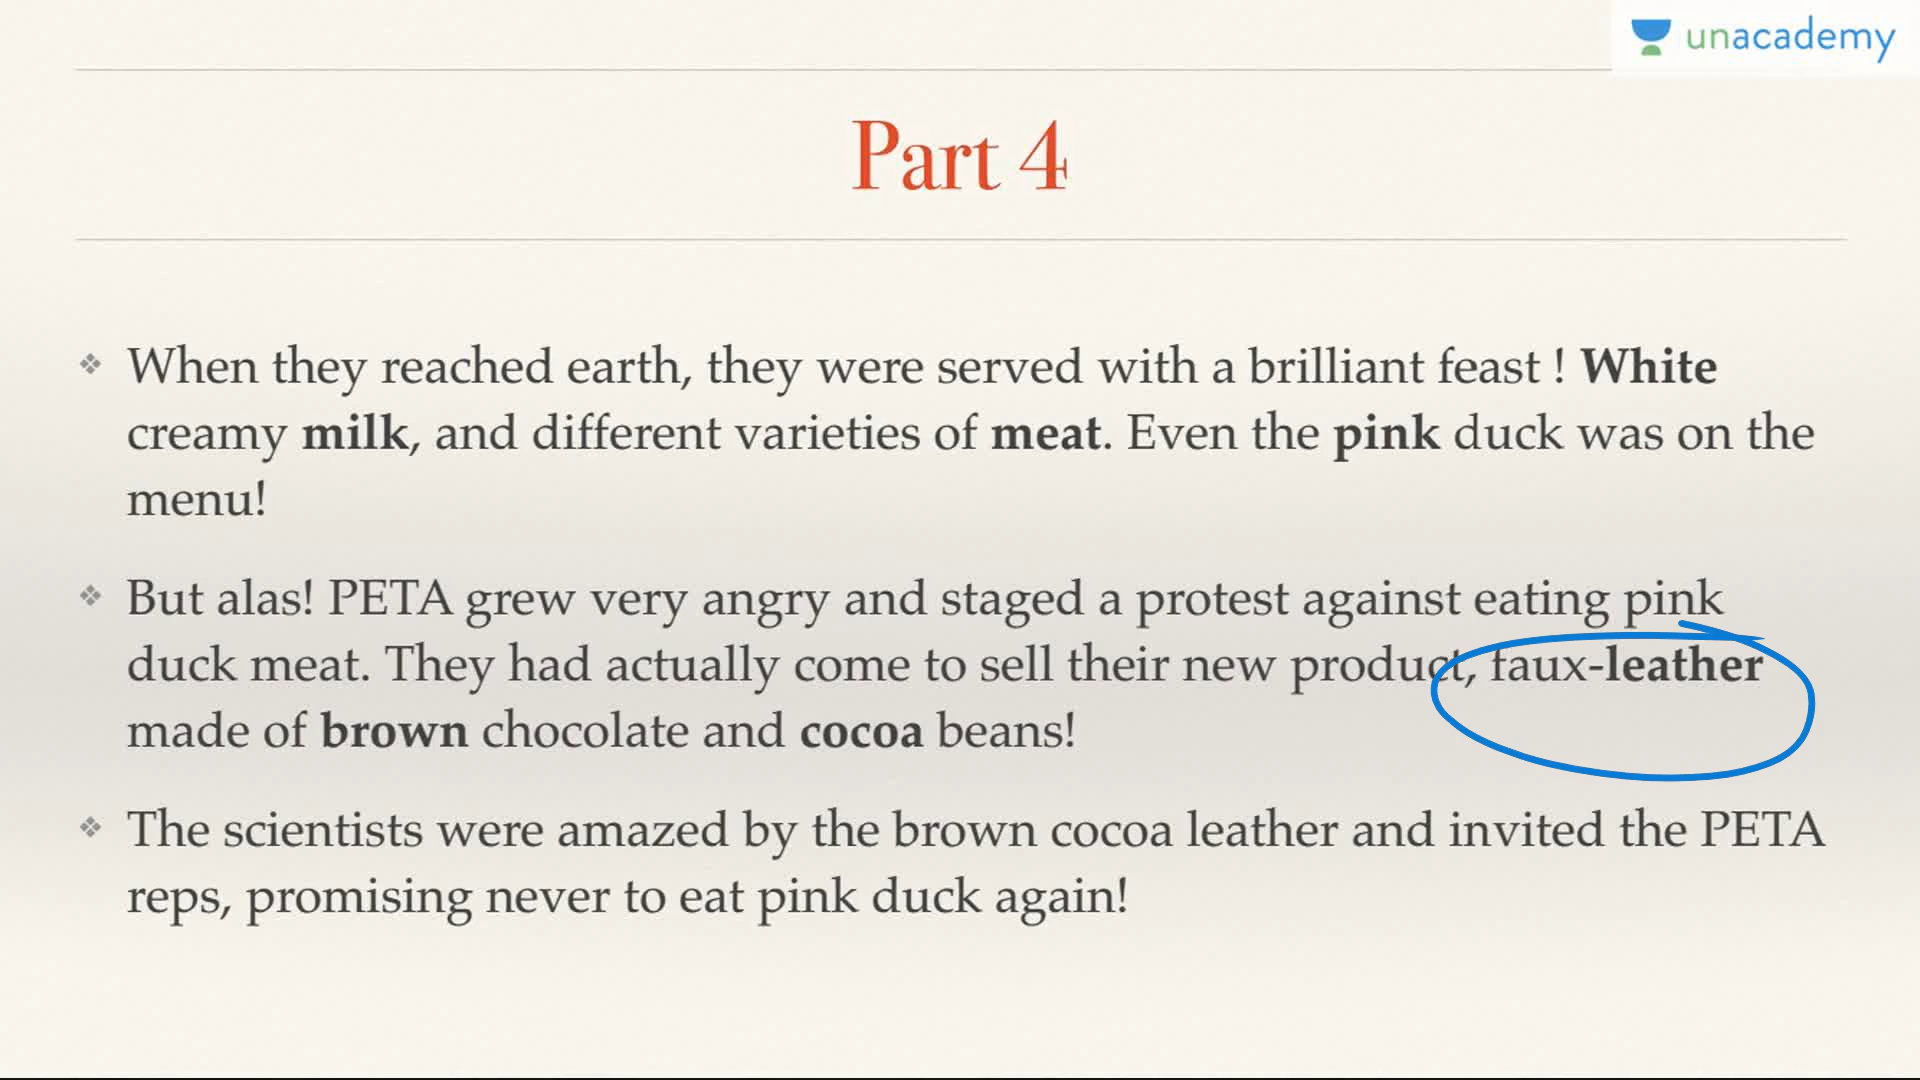 unacademy
Part 4
When they reached earth, they were served with a brilliant feast ! White
creamy milk, and different varieties of meat. Even the pink duck was on the
menu!
But alas! PETA grew very angry and staged a protest against eating pink
duck meat. They had actually come to sell their new product, faux-leather
made of brown chocolate and cocoa beans!
The scientists were amazed by the brown cocoa leather and invited the PETA
reps, promising never to eat pink duck again!